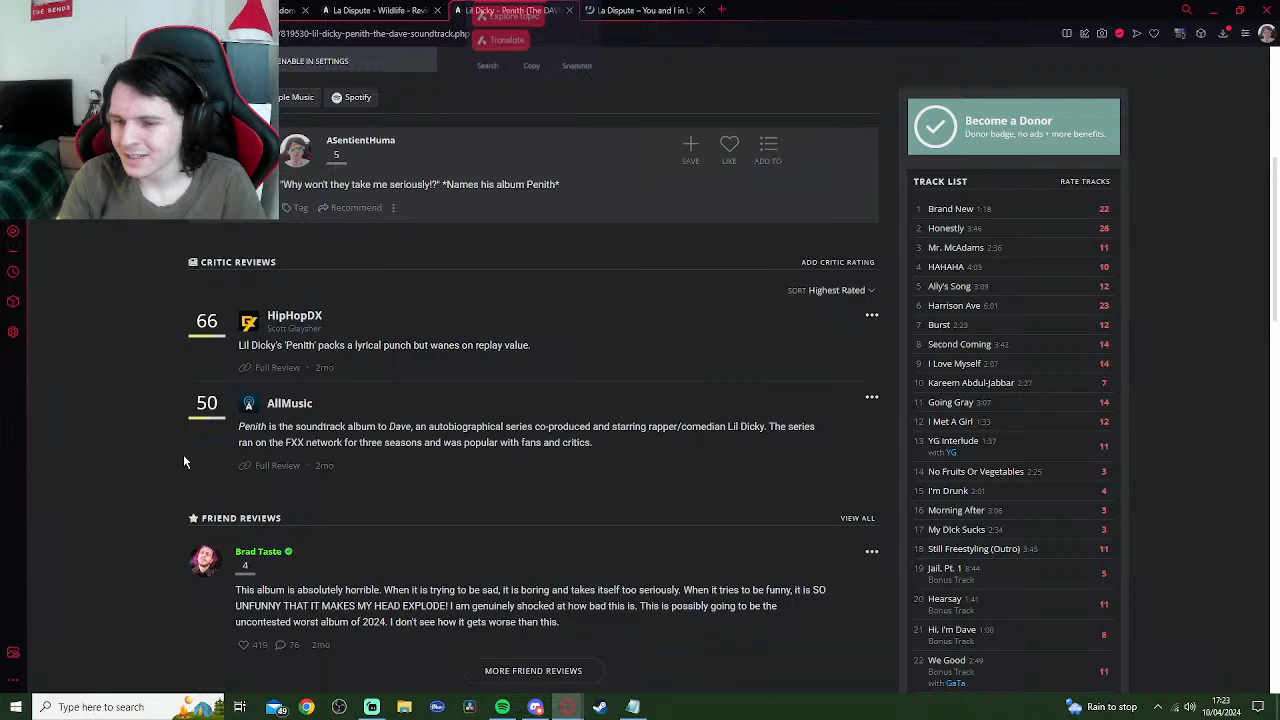 THE BENDS
La Dispute - Wildlife - Revi
Lil Dicky - Penith (The DAV
La Dispute – You and I in U
Explore topic
819530-lil-dicky-penith-the-dave-soundtrack.php
Translate
Search Copy Snapshot
ENABLE IN SETTINGS
ple Music Spotify
Become a Donor
Donor badge, no ads + more benefits.
ASentientHuma
5
SAVE LIKE ADD TO
"Why won't they take me seriously!?" *Names his album Penith*
Tag Recommend
CRITIC REVIEWS ADD CRITIC RATING
SORT Highest Rated
66 HipHopDX
Scott Glaysher
Lil Dicky's 'Penith' packs a lyrical punch but wanes on replay value.
Full Review · 2mo
50 AllMusic
Penith is the soundtrack album to Dave, an autobiographical series co-produced and starring rapper/comedian Lil Dicky. The series
ran on the FXX network for three seasons and was popular with fans and critics.
Full Review · 2mo
FRIEND REVIEWS VIEW ALL
Brad Taste
4
This album is absolutely horrible. When it is trying to be sad, it is boring and takes itself too seriously. When it tries to be funny, it is SO
UNFUNNY THAT IT MAKES MY HEAD EXPLODE! I am genuinely shocked at how bad this is. This is possibly going to be the
uncontested worst album of 2024. I don't see how it gets worse than this.
419 76 2mo
MORE FRIEND REVIEWS
TRACK LIST RATE TRACKS
1 Brand New 1:18 22
2 Honestly 3:46 26
3 Mr. McAdams 2:36 11
4 HAHAHA 4:03 10
5 Ally's Song 3:09 12
6 Harrison Ave 6:01 23
7 Burst 2:23 12
8 Second Coming 3:43 14
9 I Love Myself 2:07 14
10 Kareem Abdul-Jabbar 2:27 7
11 Going Gray 3:07 14
12 I Met A Girl 1:33 12
13 YG Interlude 1:37 11
with YG
14 No Fruits Or Vegetables 2:25 3
15 I'm Drunk 2:01 4
16 Morning After 3:06 3
17 My D!ck Sucks 2:34 3
18 Still Freestyling (Outro) 3:45 11
19 Jail, Pt. 1 8:44 5
Bonus Track
20 Hearsay 1:41 11
Bonus Track
21 Hi, I'm Dave 1:00 8
Bonus Track
22 We Good 2:49 11
Bonus Track
with GaTa
Type here to search
Rain to stop
17:23
10/04/2024